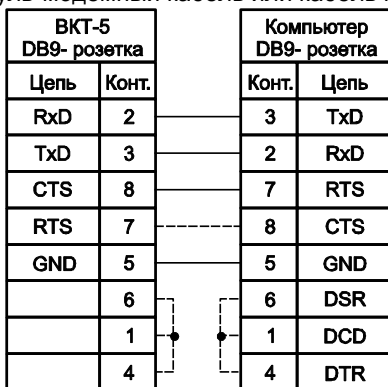 ВКТ-5 Компьютер
DB9- розетка DB9- розетка
Цепь Конт. Конт. Цепь
RxD 2 3 TxD
TxD 3 2 RxD
CTS 8 7 RTS
RTS 7 8 CTS
GND 5 5 GND
6 6 DSR
1 1 DCD
4 4 DTR